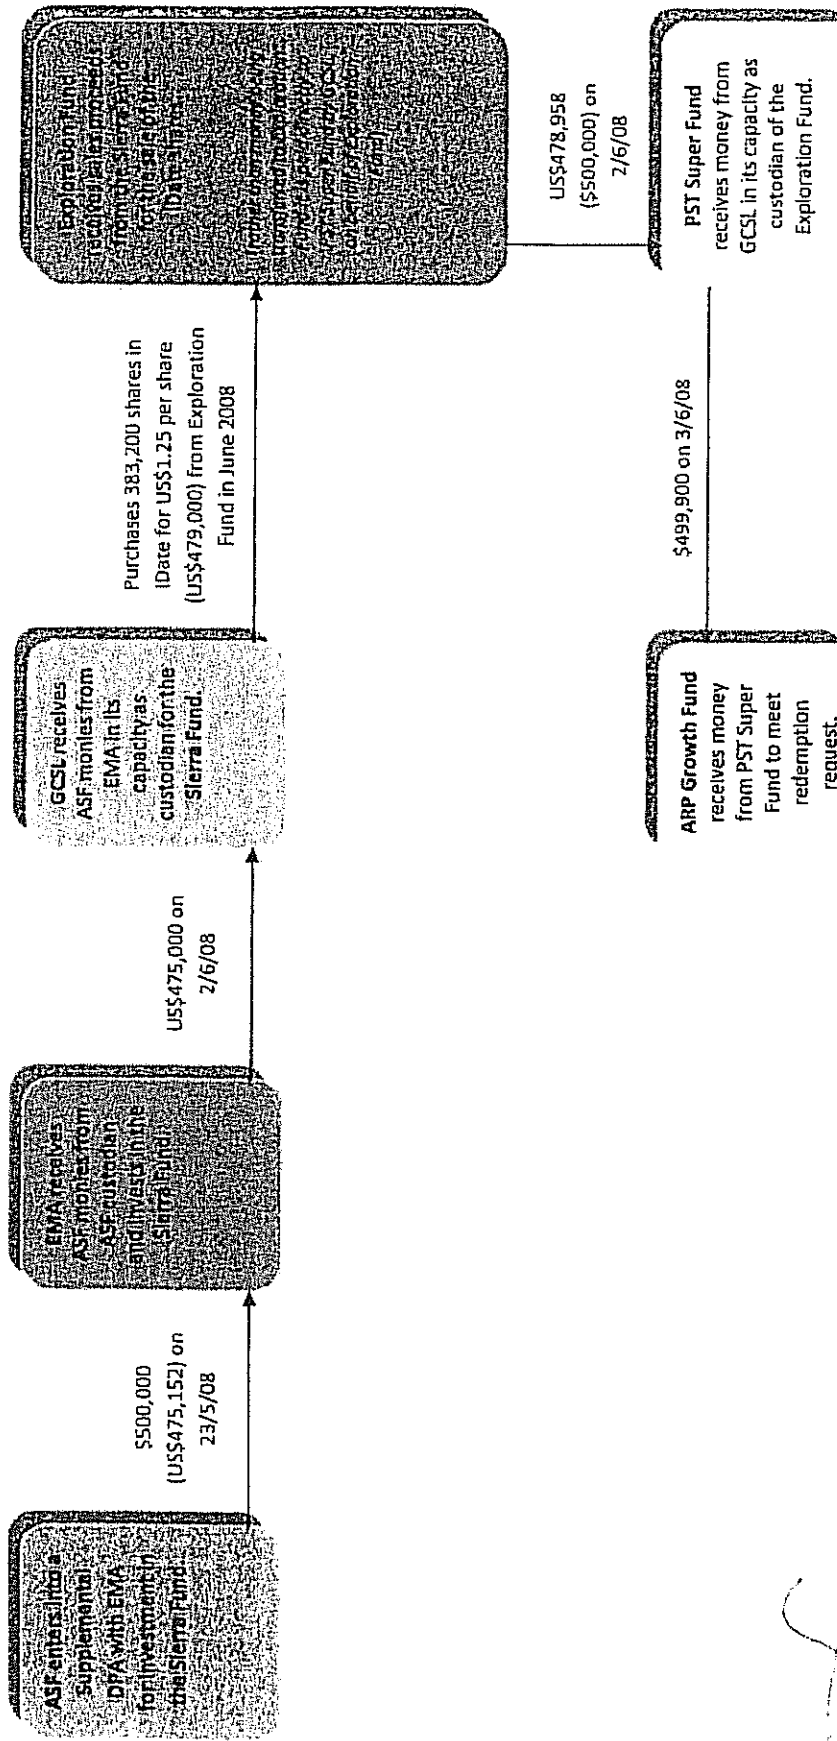 ASF enters into a
Supplemental
IDPA with EMA
for investment in
the Sierra Fund.
$500,000
(US$475,152) on
23/5/08
EMA receives
ASF monies from
ASF custodian
and invests in the
Sierra Fund.
US$475,000 on
2/6/08
GCSL receives
ASF monies from
EMA in its
capacity as
custodian for the
Sierra Fund.
Purchases 383,200 shares in
IDate for US$1.25 per share
(US$479,000) from Exploration
Fund in June 2008
Exploration Fund
receives sales proceeds
from the Sierra Fund
for the sale of the
IDate shares.
Fund
US$478,958
($500,000) on
2/6/08
PST Super Fund
receives money from
GCSL in its capacity as
custodian of the
Exploration Fund.
$499,900 on 3/6/08
ARP Growth Fund
receives money
from PST Super
Fund to meet
redemption
request.